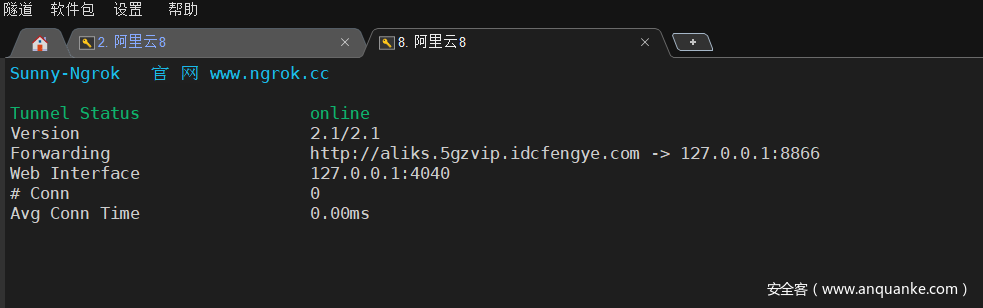 隧道 软件包 设置 帮助
2. 阿里云8 8. 阿里云8
Sunny-Ngrok 官 网 www.ngrok.cc
Tunnel Status online
Version 2.1/2.1
Forwarding http://aliks.5gzvip.idcfengye.com -> 127.0.0.1:8866
Web Interface 127.0.0.1:4040
# Conn 0
Avg Conn Time 0.00ms
安全客（www.anquanke.com）